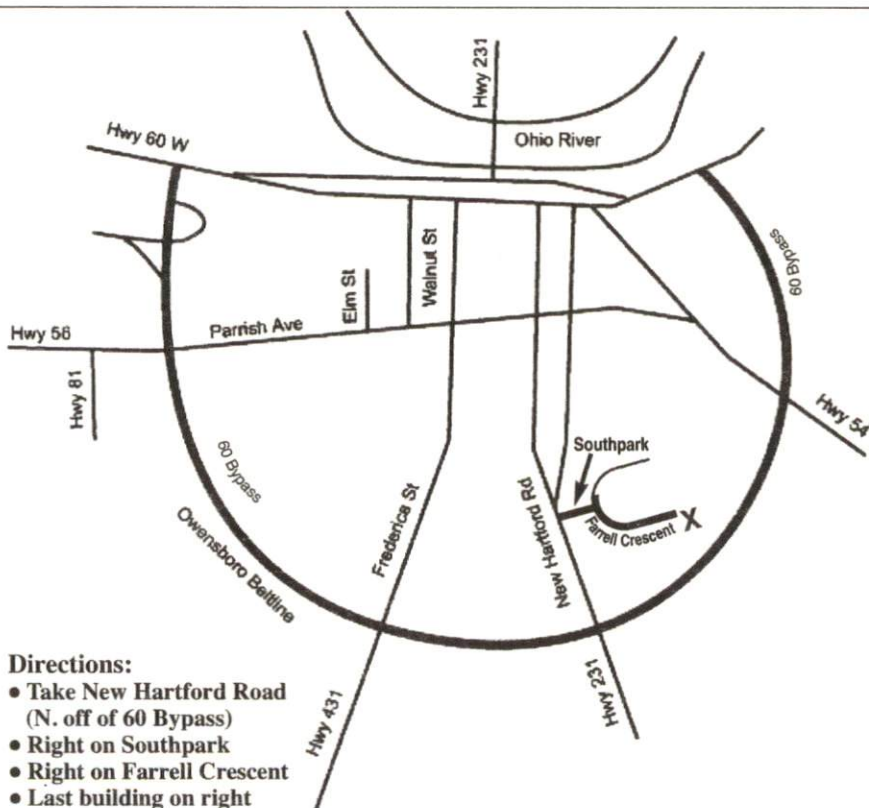 Hwy 231
Ohio River
Hwy 60 W
60 Bypass
Walnut St
Elm St
Parrish Ave
Hwy 56
Hwy 81
Hwy 54
Southpark
60 Bypass
Farrell Crescent X
Owensboro Beltline
Frederica St
New Hartford Rd
Hwy 431
Hwy 231
Directions:
• Take New Hartford Road
(N. off of 60 Bypass)
• Right on Southpark
• Right on Farrell Crescent
• Last building on right